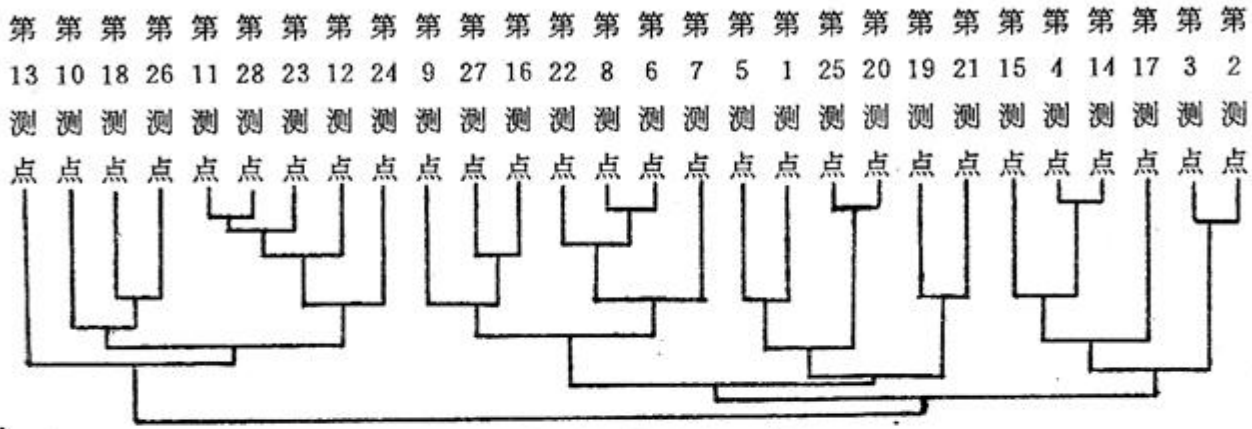 第 第 第 第 第 第 第 第 第 第 第 第 第 第 第 第 第 第 第 第 第 第 第 第 第 第 第 第
13 10 18 26 11 28 23 12 24 9 27 16 22 8 6 7 5 1 25 20 19 21 15 4 14 17 3 2
测 测 测 测 测 测 测 测 测 测 测 测 测 测 测 测 测 测 测 测 测 测 测 测 测 测 测 测
点 点 点 点 点 点 点 点 点 点 点 点 点 点 点 点 点 点 点 点 点 点 点 点 点 点 点 点